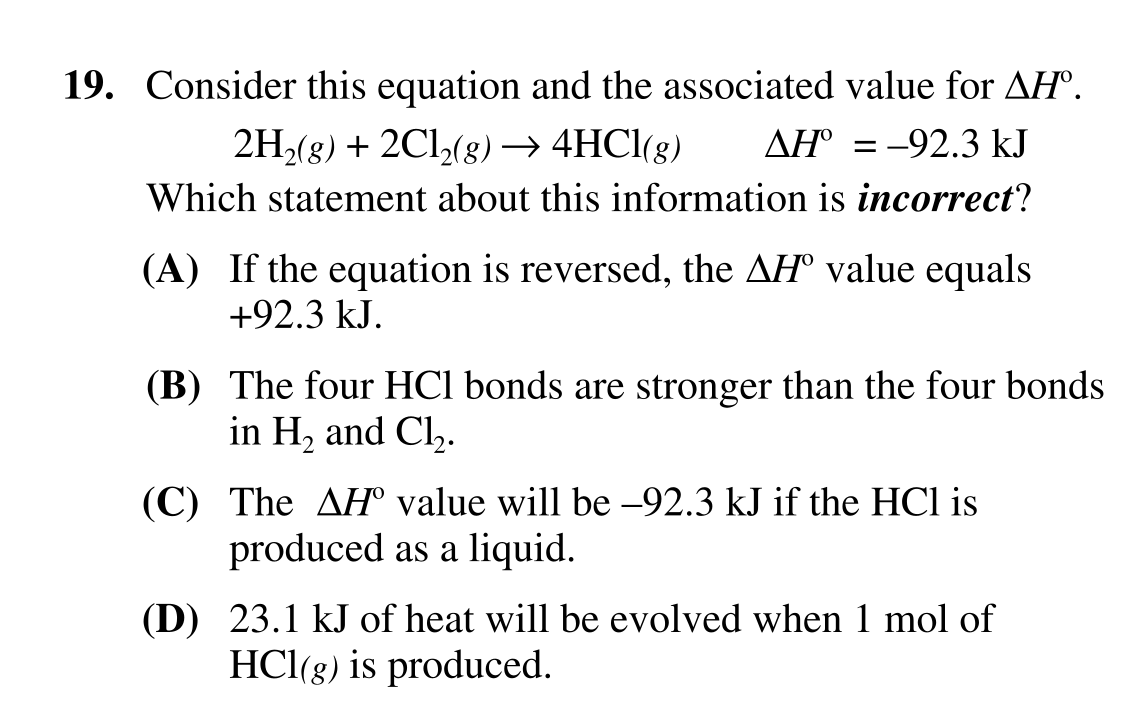 19. Consider this equation and the associated value for ΔHº.
2H₂(g) + 2Cl₂(g) → 4HCl(g) ΔHº = –92.3 kJ
Which statement about this information is incorrect?
(A) If the equation is reversed, the ΔHº value equals
+92.3 kJ.
(B) The four HCl bonds are stronger than the four bonds
in H₂ and Cl₂.
(C) The ΔHº value will be –92.3 kJ if the HCl is
produced as a liquid.
(D) 23.1 kJ of heat will be evolved when 1 mol of
HCl(g) is produced.